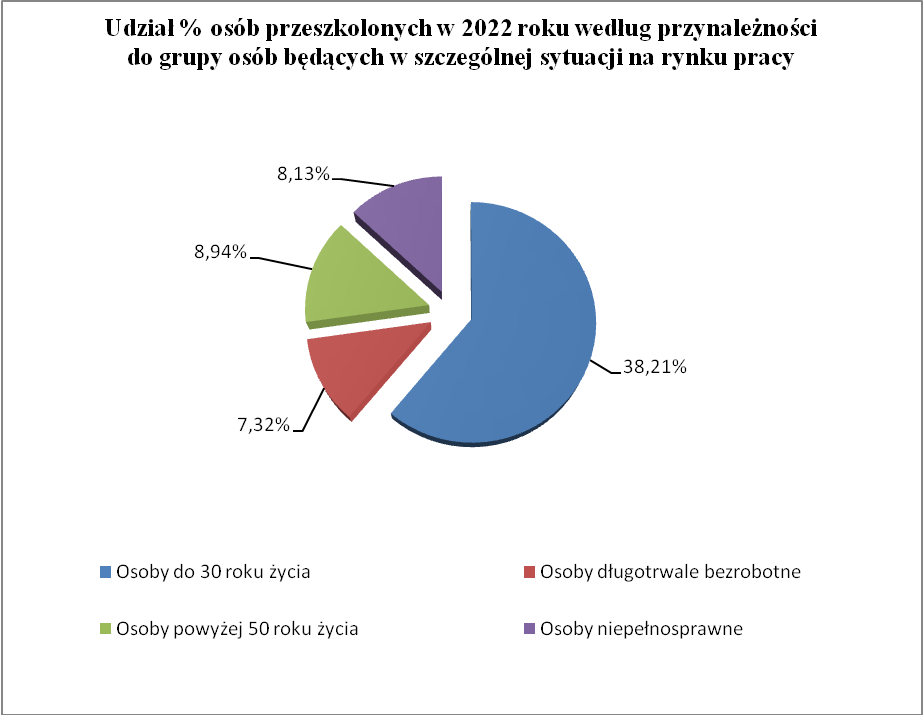 Udział % osób przeszkolonych w 2022 roku według przynależności
do grupy osób będących w szczególnej sytuacji na rynku pracy
8,13%
8,94%
38,21%
7,32%
Osoby do 30 roku życia
Osoby długotrwale bezrobotne
Osoby powyżej 50 roku życia
Osoby niepełnosprawne